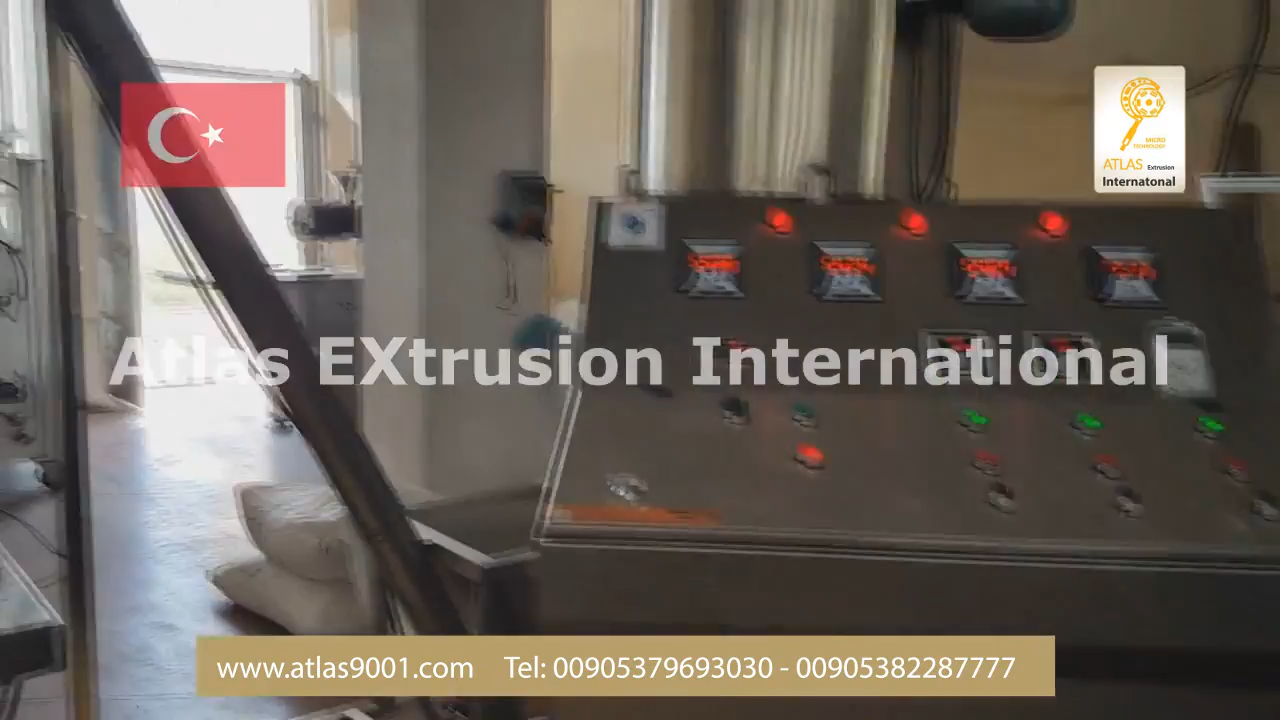 MICRO
TECHNOLOGY
ATLAS Extrusion
Internatonal
Atlas EXtrusion International
www.atlas9001.com Tel: 00905379693030 - 00905382287777